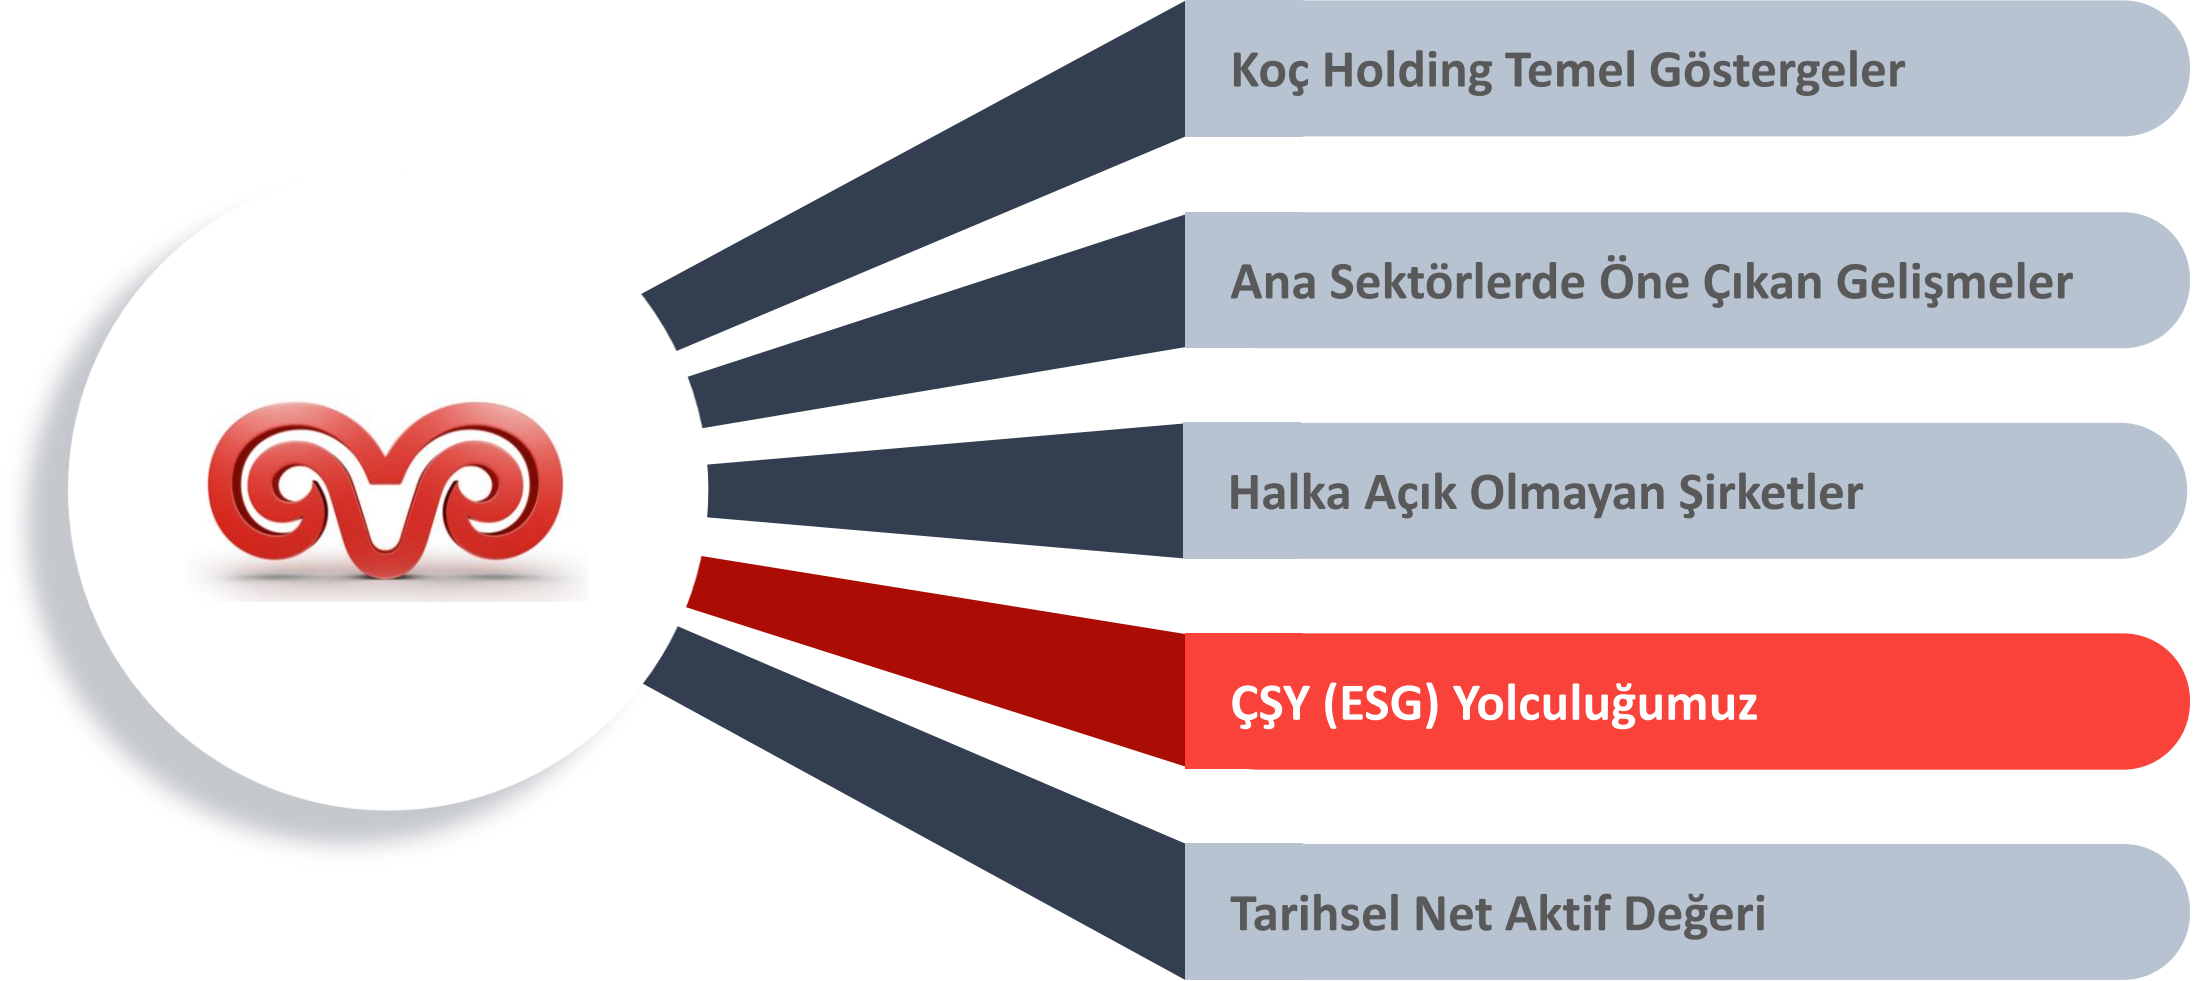 Koç Holding Temel Göstergeler
Ana Sektörlerde Öne Çıkan Gelişmeler
Halka Açık Olmayan Şirketler
ÇŞY (ESG) Yolculuğumuz
Tarihsel Net Aktif Değeri